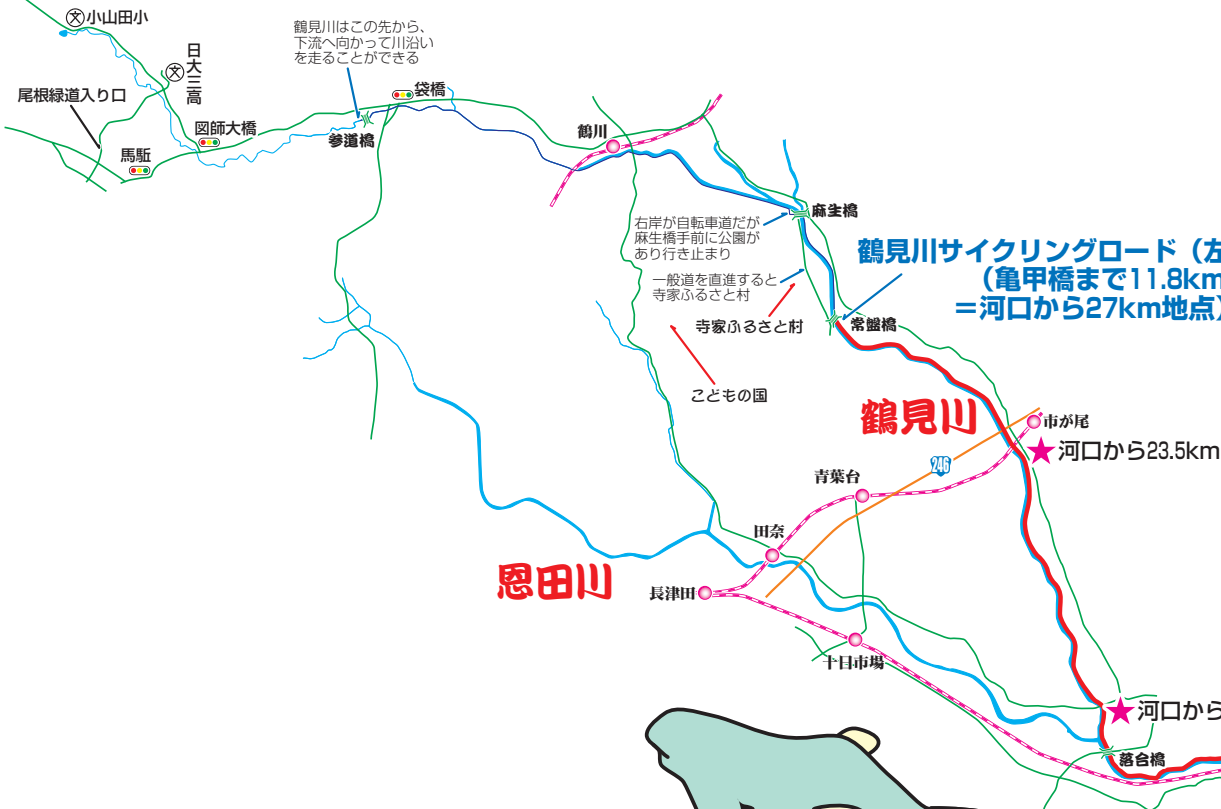 文
小山田小
鶴見川はこの先から、
下流へ向かって川沿い
を走ることができる
文
日大三高
尾根緑道入り口
袋橋
図師大橋
参道橋
馬駈
鶴川
右岸が自転車道だが
麻生橋手前に公園が
あり行き止まり
麻生橋
鶴見川サイクリングロード（左
（亀甲橋まで11.8km
＝河口から27km地点）
一般道を直進すると
寺家ふるさと村
寺家ふるさと村
常盤橋
こどもの国
鶴見川
市が尾
河口から23.5km
246
青葉台
田奈
恩田川
長津田
十日市場
河口から
落合橋